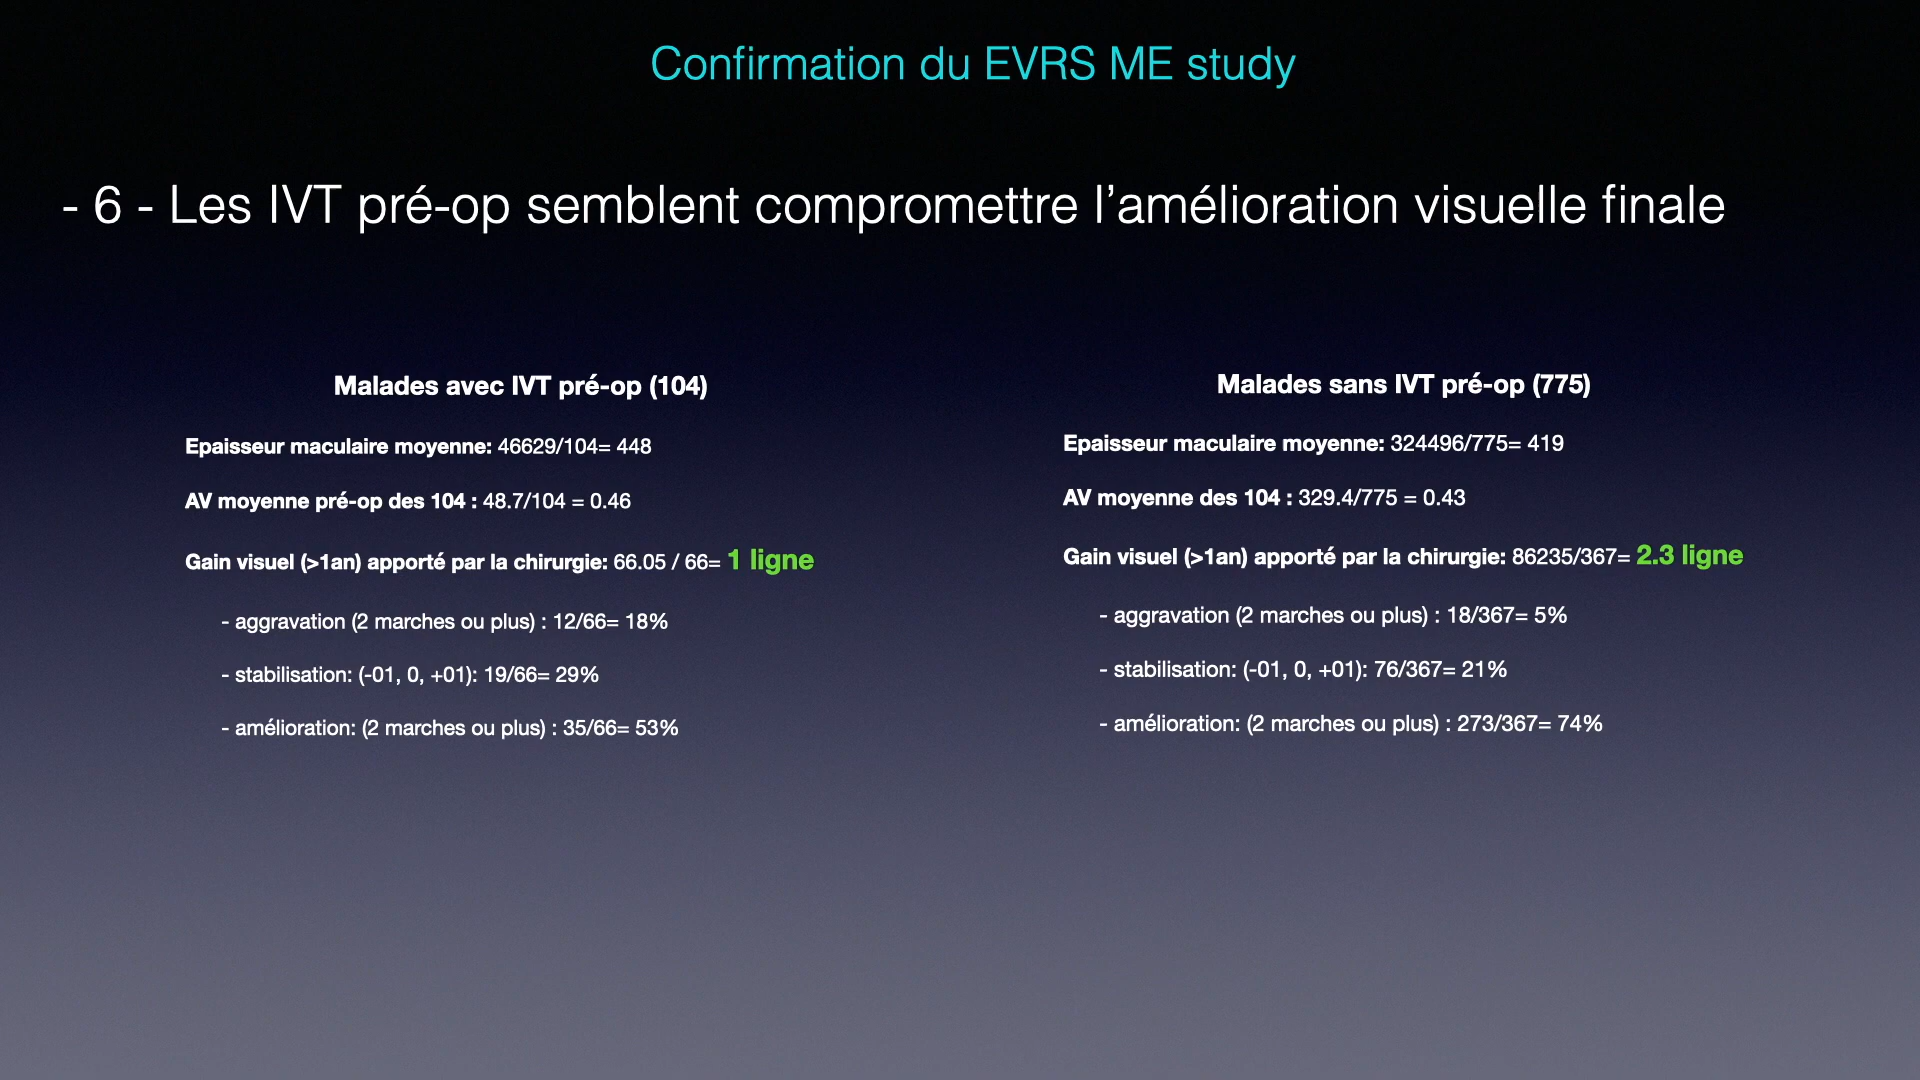 Confirmation du EVRS ME study
- 6 - Les IVT pré-op semblent compromettre l’amélioration visuelle finale
Malades avec IVT pré-op (104)
Epaisseur maculaire moyenne: 46629/104= 448
AV moyenne pré-op des 104 : 48.7/104 = 0.46
Gain visuel (>1an) apporté par la chirurgie: 66.05 / 66= 1 ligne
- aggravation (2 marches ou plus) : 12/66= 18%
- stabilisation: (-01, 0, +01): 19/66= 29%
- amélioration: (2 marches ou plus) : 35/66= 53%
Malades sans IVT pré-op (775)
Epaisseur maculaire moyenne: 324496/775= 419
AV moyenne des 104 : 329.4/775 = 0.43
Gain visuel (>1an) apporté par la chirurgie: 86235/367= 2.3 ligne
- aggravation (2 marches ou plus) : 18/367= 5%
- stabilisation: (-01, 0, +01): 76/367= 21%
- amélioration: (2 marches ou plus) : 273/367= 74%